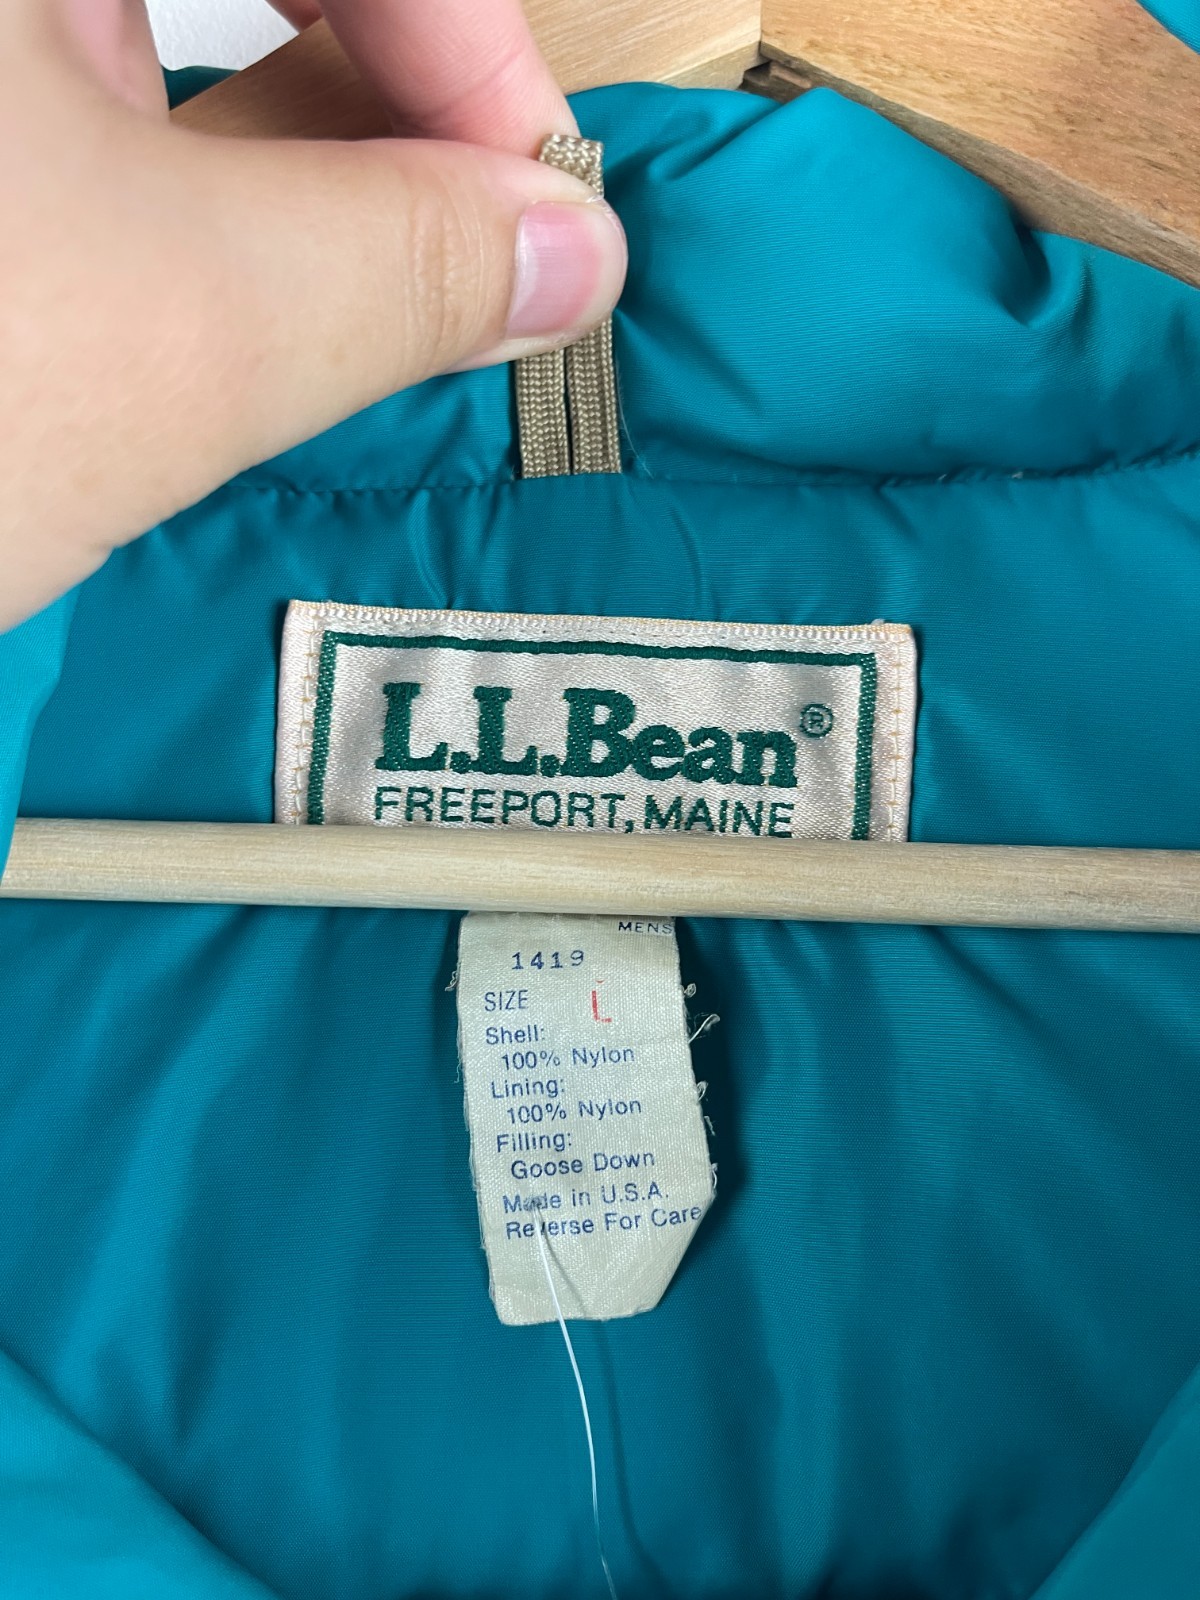 L.L.Bean®
FREEPORT, MAINE
MENS
1419
SIZE L
Shell:
100% Nylon
Lining:
100% Nylon
Filling:
Goose Down
Made in U.S.A.
Reverse For Care